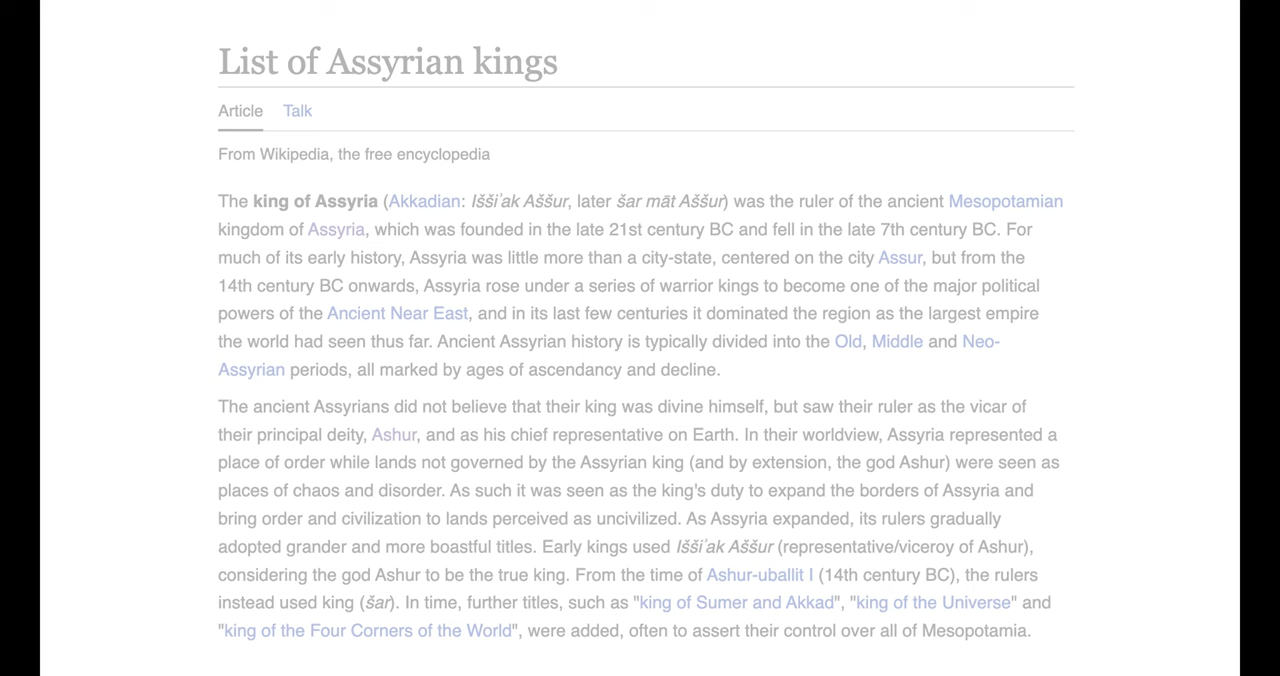 List of Assyrian kings
Article Talk
From Wikipedia, the free encyclopedia
The king of Assyria (Akkadian: Išši'ak Aššur, later šar māt Aššur) was the ruler of the ancient Mesopotamian
kingdom of Assyria, which was founded in the late 21st century BC and fell in the late 7th century BC. For
much of its early history, Assyria was little more than a city-state, centered on the city Assur, but from the
14th century BC onwards, Assyria rose under a series of warrior kings to become one of the major political
powers of the Ancient Near East, and in its last few centuries it dominated the region as the largest empire
the world had seen thus far. Ancient Assyrian history is typically divided into the Old, Middle and Neo-
Assyrian periods, all marked by ages of ascendancy and decline.
The ancient Assyrians did not believe that their king was divine himself, but saw their ruler as the vicar of
their principal deity, Ashur, and as his chief representative on Earth. In their worldview, Assyria represented a
place of order while lands not governed by the Assyrian king (and by extension, the god Ashur) were seen as
places of chaos and disorder. As such it was seen as the king's duty to expand the borders of Assyria and
bring order and civilization to lands perceived as uncivilized. As Assyria expanded, its rulers gradually
adopted grander and more boastful titles. Early kings used Išši'ak Aššur (representative/viceroy of Ashur),
considering the god Ashur to be the true king. From the time of Ashur-uballit I (14th century BC), the rulers
instead used king (šar). In time, further titles, such as "king of Sumer and Akkad", "king of the Universe" and
"king of the Four Corners of the World", were added, often to assert their control over all of Mesopotamia.